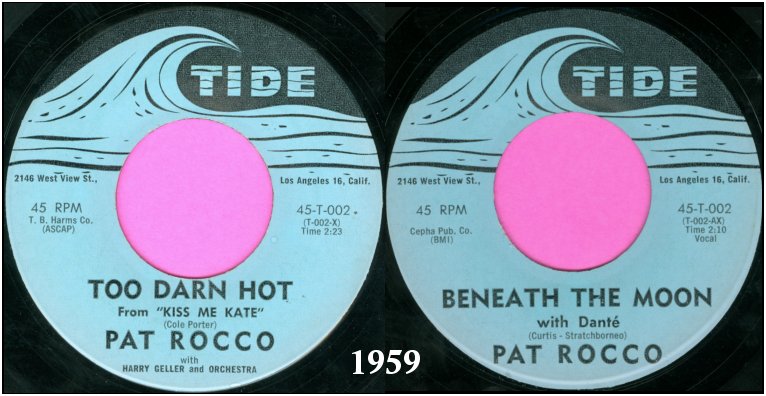 TIDE
2146 West View St.,
Los Angeles 16, Calif.
45 RPM
T. B. Harms Co.
(ASCAP)
45-T-002
(T-002-X)
Time 2:23
TOO DARN HOT
From "KISS ME KATE"
(Cole Porter)
PAT ROCCO
with
HARRY GELLER and ORCHESTRA
TIDE
2146 West View St.,
Los Angeles 16, Calif.
45 RPM
Cepha Pub. Co.
(BMI)
45-T-002
(T-002-AX)
Time 2:10
Vocal
BENEATH THE MOON
with Danté
(Curtis - Stratchborneo)
PAT ROCCO
1959